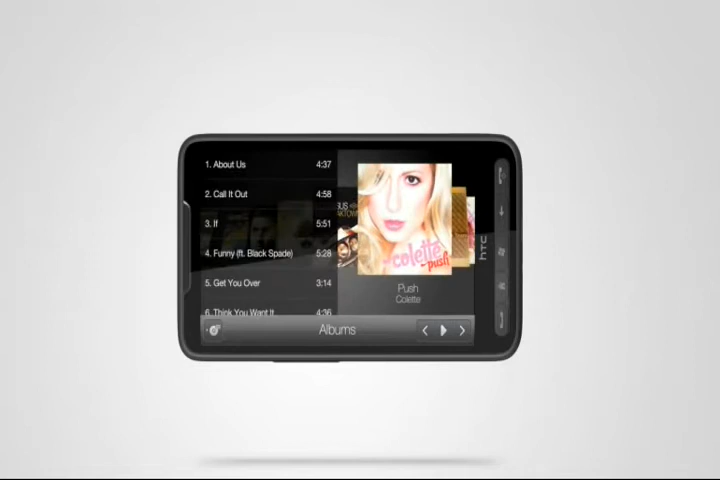 1. About Us 4:37
2. Call It Out 4:58
3. If 5:51
4. Funny (ft. Black Spade) 5:28
5. Get You Over 3:14
6. Think You Want It 4:36
colette
push
Push
Colette
Albums
htc